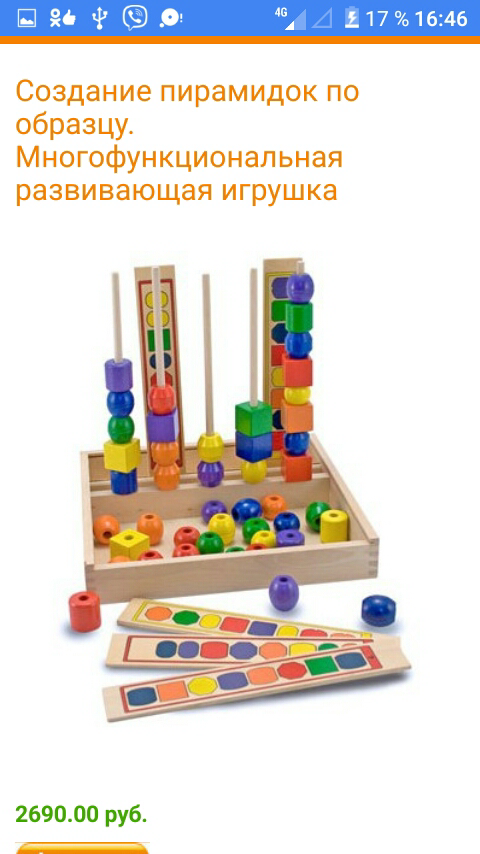 4G 17 % 16:46
Создание пирамидок по
образцу.
Многофункциональная
развивающая игрушка
2690.00 руб.